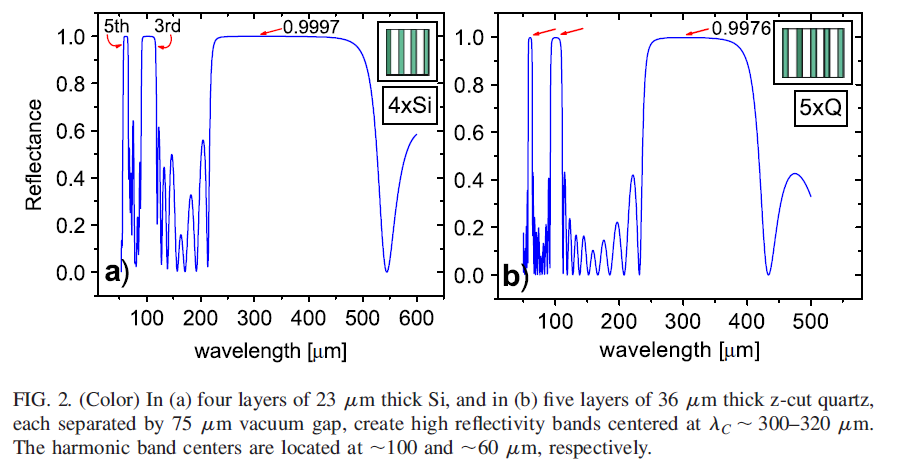 5th
3rd
0.9997
1.0
0.8
0.6
0.4
0.2
0.0
Reflectance
4xSi
a)
100
200
300
400
500
600
wavelength [μm]
0.9976
1.0
0.8
0.6
0.4
0.2
0.0
5xQ
b)
100
200
300
400
500
wavelength [μm]
FIG. 2. (Color) In (a) four layers of 23 μm thick Si, and in (b) five layers of 36 μm thick z-cut quartz,
each separated by 75 μm vacuum gap, create high reflectivity bands centered at λC ~ 300–320 μm.
The harmonic band centers are located at ~100 and ~60 μm, respectively.